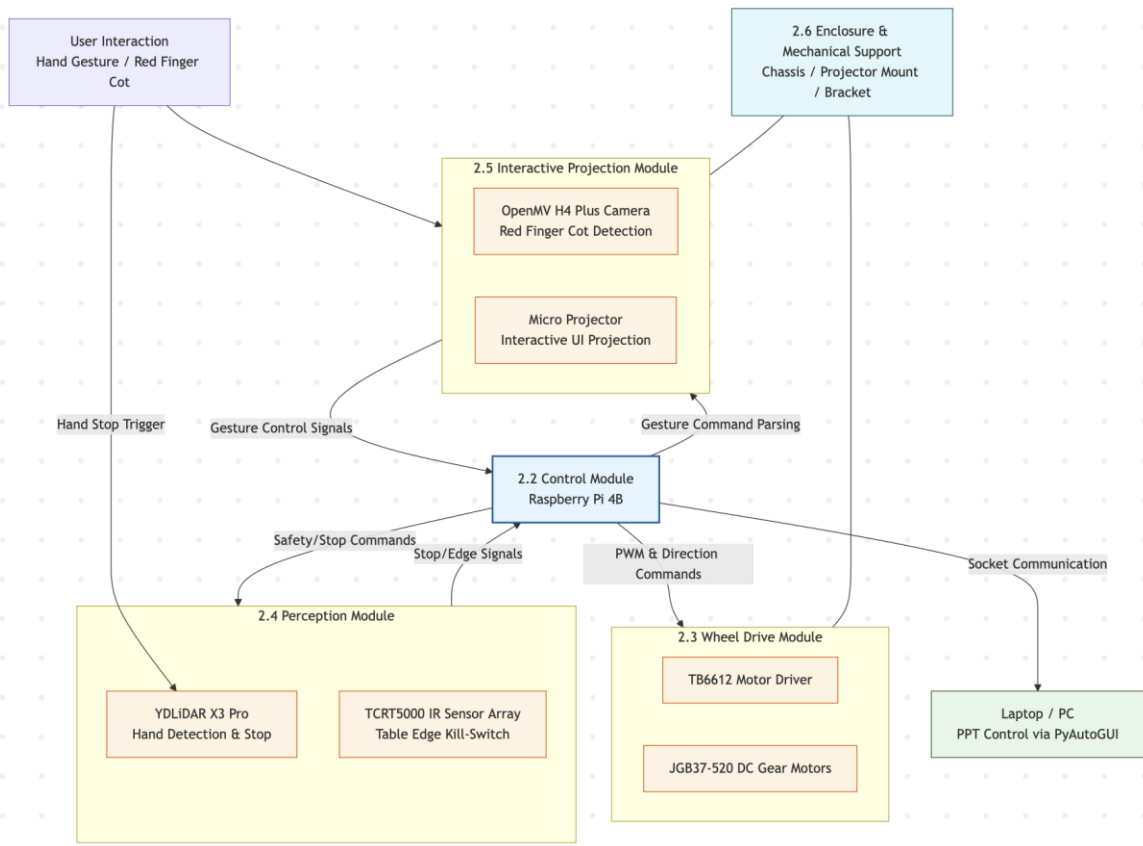 User Interaction
Hand Gesture / Red Finger
Cot
2.6 Enclosure &
Mechanical Support
Chassis / Projector Mount
/ Bracket
2.5 Interactive Projection Module
OpenMV H4 Plus Camera
Red Finger Cot Detection
Micro Projector
Interactive UI Projection
Hand Stop Trigger
Gesture Control Signals
Gesture Command Parsing
2.2 Control Module
Raspberry Pi 4B
Safety/Stop Commands
Stop/Edge Signals
PWM & Direction
Commands
Socket Communication
2.4 Perception Module
YDLiDAR X3 Pro
Hand Detection & Stop
TCRT5000 IR Sensor Array
Table Edge Kill-Switch
2.3 Wheel Drive Module
TB6612 Motor Driver
JGB37-520 DC Gear Motors
Laptop / PC
PPT Control via PyAutoGUI